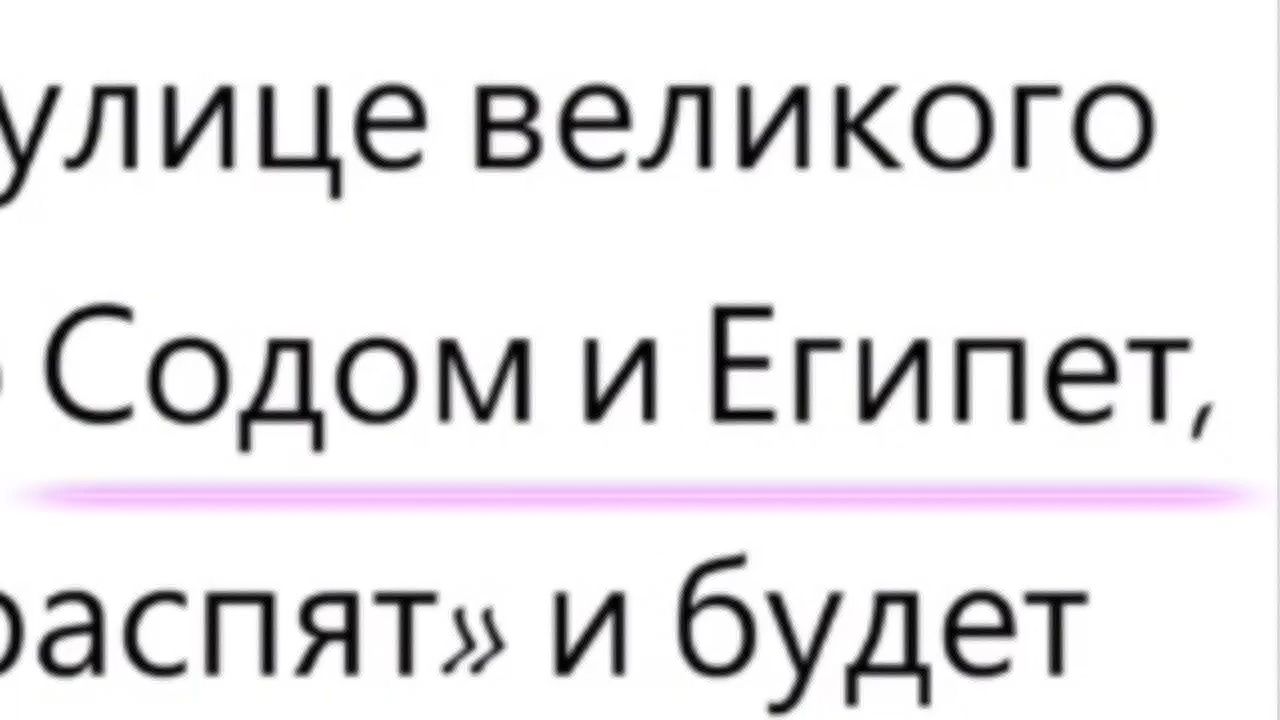 улице великого
Содом и Египет,
распят» и будет